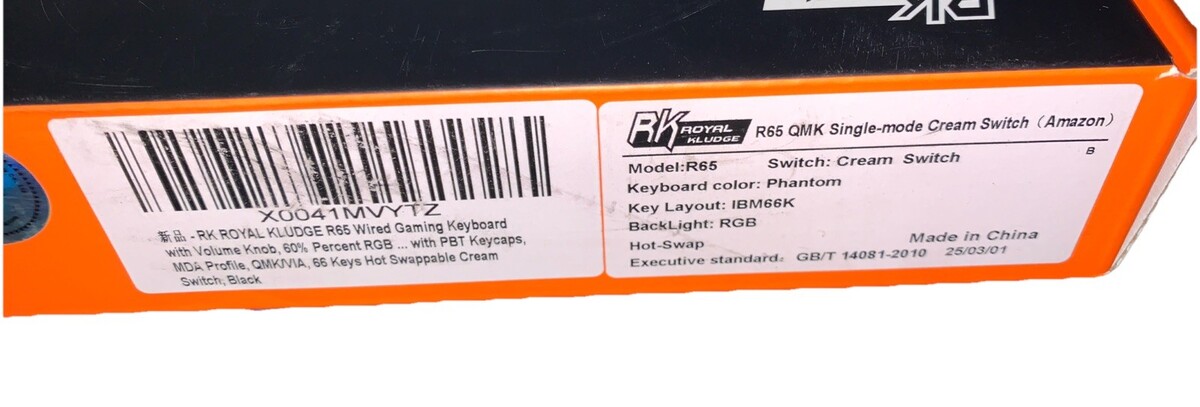 RK
X0041MVYTZ
新品 - RK ROYAL KLUDGE R65 Wired Gaming Keyboard
with Volume Knob, 60% Percent RGB ... with PBT Keycaps,
MDA Profile, QMK/VIA, 66 Keys Hot Swappable Cream
Switch, Black
RK ROYAL KLUDGE
R65 QMK Single-mode Cream Switch（Amazon）
Model:R65 Switch: Cream Switch B
Keyboard color: Phantom
Key Layout: IBM66K
BackLight: RGB
Hot-Swap Made in China
Executive standard: GB/T 14081-2010 25/03/01